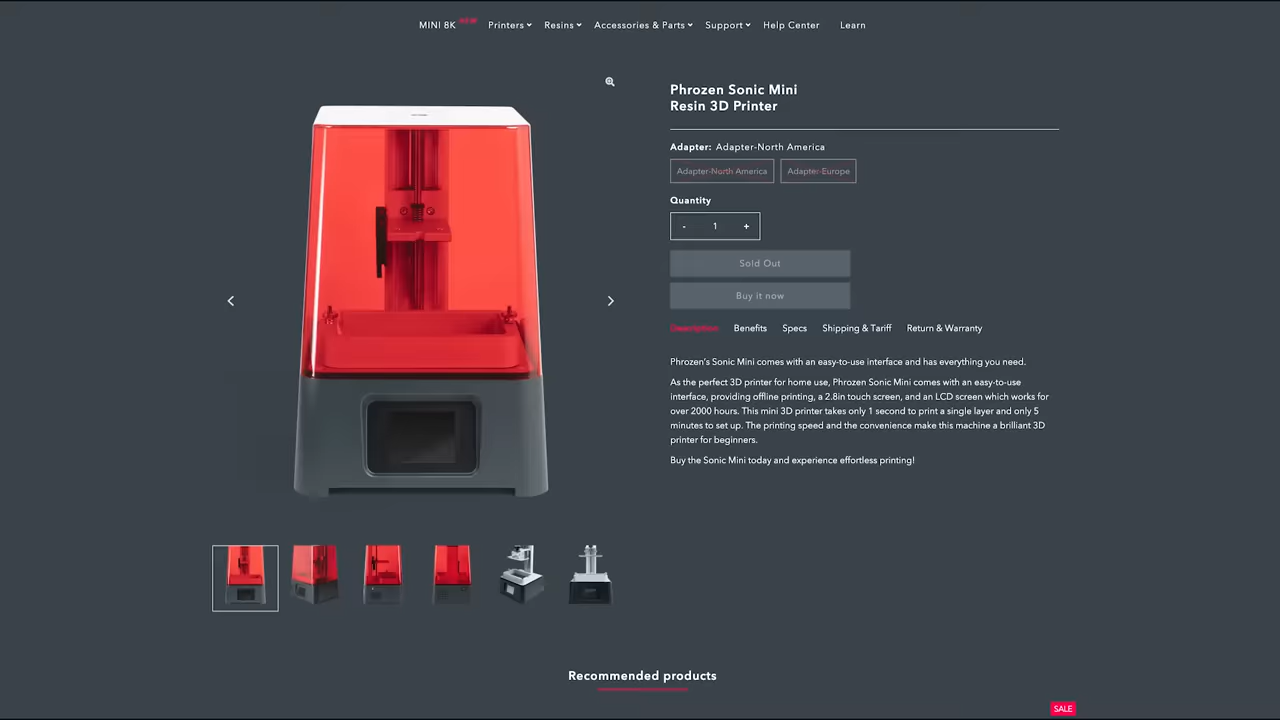 MINI 8K NEW Printers Resins Accessories & Parts Support Help Center Learn
Phrozen Sonic Mini
Resin 3D Printer
Adapter: Adapter-North America
Adapter-North America Adapter-Europe
Quantity
- 1 +
Sold Out
Buy it now
Description Benefits Specs Shipping & Tariff Return & Warranty
Phrozen's Sonic Mini comes with an easy-to-use interface and has everything you need.
As the perfect 3D printer for home use, Phrozen Sonic Mini comes with an easy-to-use
interface, providing offline printing, a 2.8in touch screen, and an LCD screen which works for
over 2000 hours. This mini 3D printer takes only 1 second to print a single layer and only 5
minutes to set up. The printing speed and the convenience make this machine a brilliant 3D
printer for beginners.
Buy the Sonic Mini today and experience effortless printing!
Recommended products
SALE